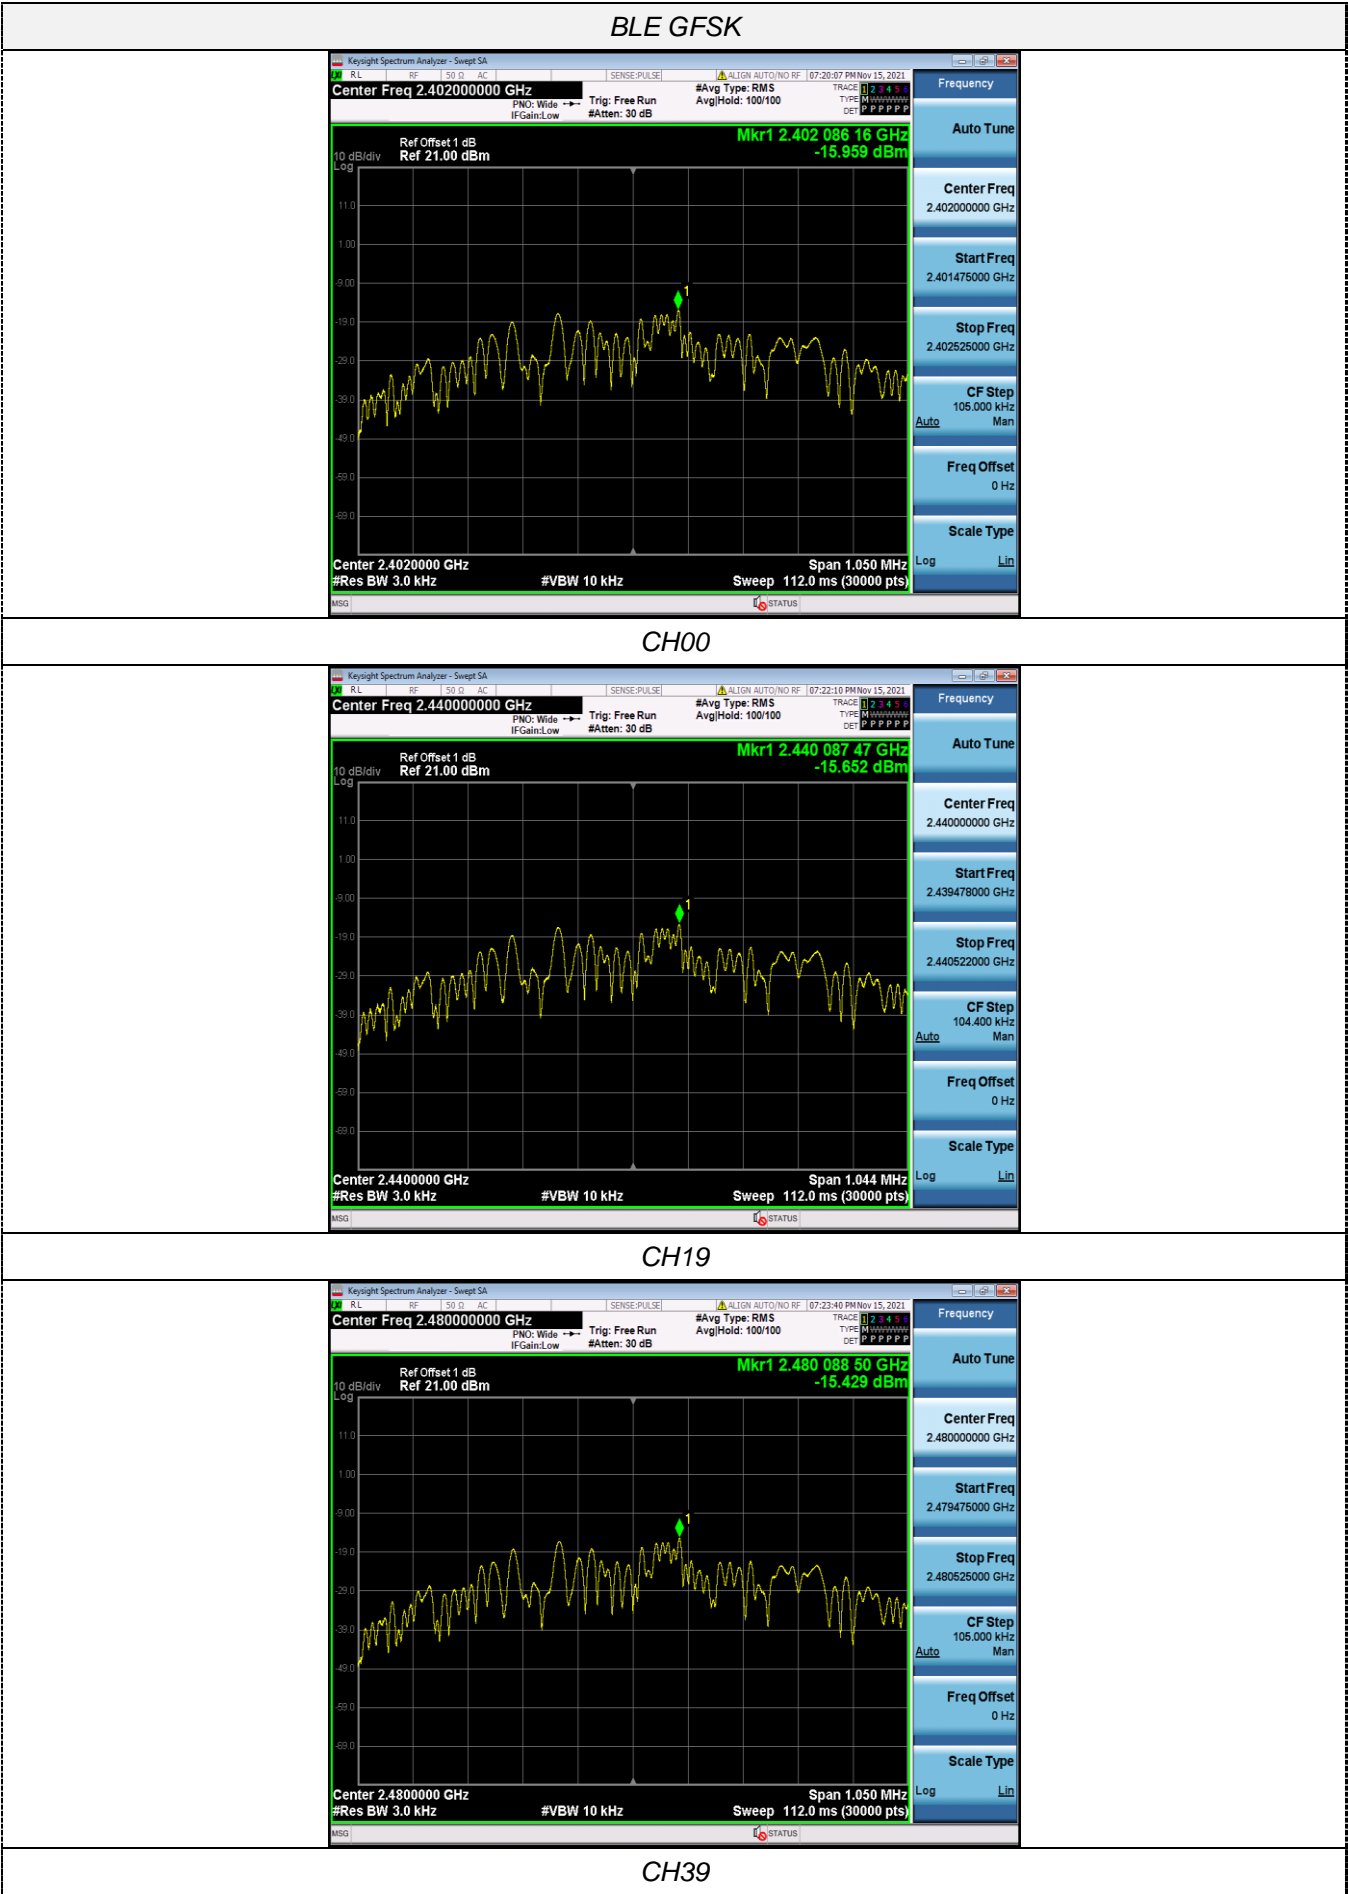 BLE GFSK
Keysight Spectrum Analyzer - Swept SA
RL RF 50 Ω AC SENSE:PULSE ALIGN AUTO/NO RF 07:20:07 PM Nov 15, 2021
Center Freq 2.402000000 GHz
PNO: Wide
IFGain:Low
Trig: Free Run
#Atten: 30 dB
#Avg Type: RMS
Avg|Hold: 100/100
TRACE 1 2 3 4 5 6
TYPE M
DET P P P P P P
Mkr1 2.402 086 16 GHz
-15.959 dBm
Ref Offset 1 dB
10 dB/div Ref 21.00 dBm
Log
11.0
1.00
-9.00
-19.0
-29.0
-39.0
-49.0
-59.0
-69.0
Center 2.4020000 GHz Span 1.050 MHz
#Res BW 3.0 kHz #VBW 10 kHz Sweep 112.0 ms (30000 pts)
MSG STATUS
Frequency
Auto Tune
Center Freq
2.402000000 GHz
Start Freq
2.401475000 GHz
Stop Freq
2.402525000 GHz
CF Step
105.000 kHz
Auto Man
Freq Offset
0 Hz
Scale Type
Log Lin
CH00
Keysight Spectrum Analyzer - Swept SA
RL RF 50 Ω AC SENSE:PULSE ALIGN AUTO/NO RF 07:22:10 PM Nov 15, 2021
Center Freq 2.440000000 GHz
PNO: Wide
IFGain:Low
Trig: Free Run
#Atten: 30 dB
#Avg Type: RMS
Avg|Hold: 100/100
TRACE 1 2 3 4 5 6
TYPE M
DET P P P P P P
Mkr1 2.440 087 47 GHz
-15.652 dBm
Ref Offset 1 dB
10 dB/div Ref 21.00 dBm
Log
11.0
1.00
-9.00
-19.0
-29.0
-39.0
-49.0
-59.0
-69.0
Center 2.4400000 GHz Span 1.044 MHz
#Res BW 3.0 kHz #VBW 10 kHz Sweep 112.0 ms (30000 pts)
MSG STATUS
Frequency
Auto Tune
Center Freq
2.440000000 GHz
Start Freq
2.439478000 GHz
Stop Freq
2.440522000 GHz
CF Step
104.400 kHz
Auto Man
Freq Offset
0 Hz
Scale Type
Log Lin
CH19
Keysight Spectrum Analyzer - Swept SA
RL RF 50 Ω AC SENSE:PULSE ALIGN AUTO/NO RF 07:23:40 PM Nov 15, 2021
Center Freq 2.480000000 GHz
PNO: Wide
IFGain:Low
Trig: Free Run
#Atten: 30 dB
#Avg Type: RMS
Avg|Hold: 100/100
TRACE 1 2 3 4 5 6
TYPE M
DET P P P P P P
Mkr1 2.480 088 50 GHz
-15.429 dBm
Ref Offset 1 dB
10 dB/div Ref 21.00 dBm
Log
11.0
1.00
-9.00
-19.0
-29.0
-39.0
-49.0
-59.0
-69.0
Center 2.4800000 GHz Span 1.050 MHz
#Res BW 3.0 kHz #VBW 10 kHz Sweep 112.0 ms (30000 pts)
MSG STATUS
Frequency
Auto Tune
Center Freq
2.480000000 GHz
Start Freq
2.479475000 GHz
Stop Freq
2.480525000 GHz
CF Step
105.000 kHz
Auto Man
Freq Offset
0 Hz
Scale Type
Log Lin
CH39